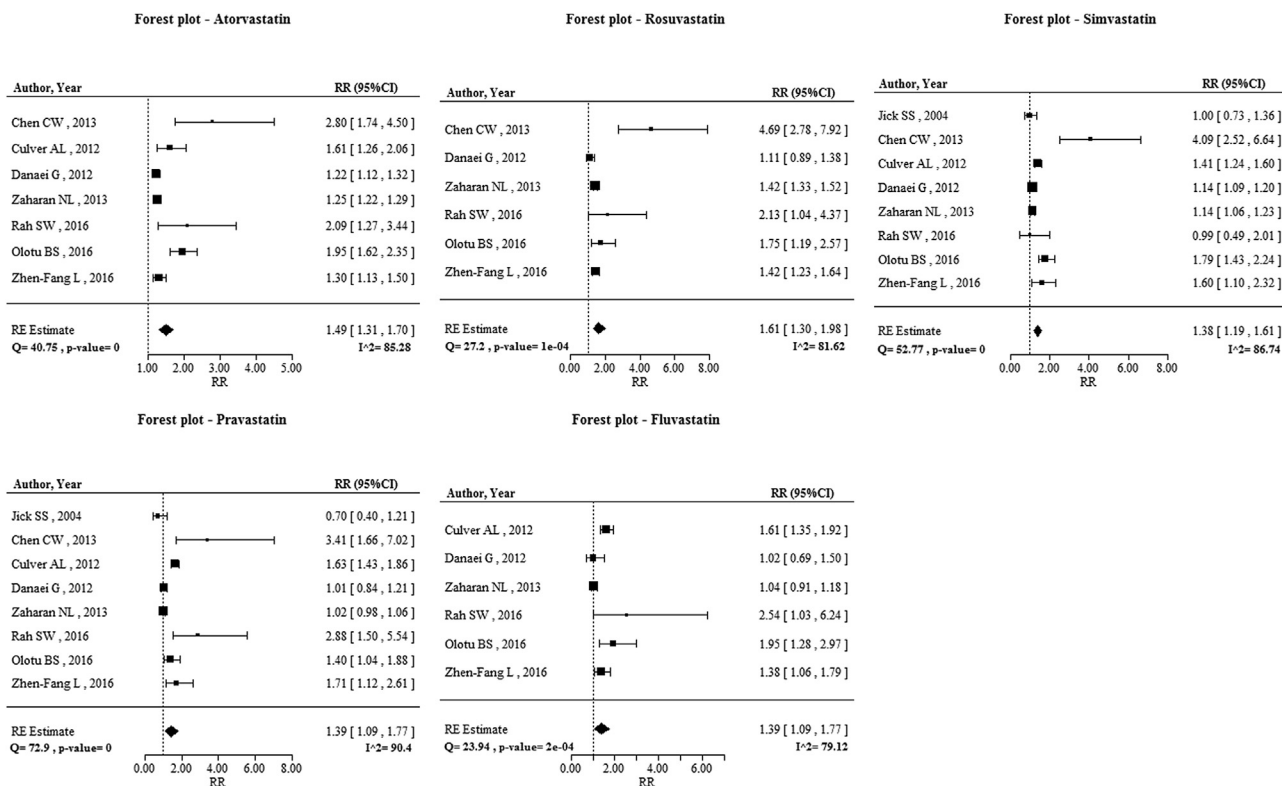 Forest plot - Atorvastatin
Author, Year RR (95%CI)
Chen CW , 2013 2.80 [ 1.74 , 4.50 ]
Culver AL , 2012 1.61 [ 1.26 , 2.06 ]
Danaei G , 2012 1.22 [ 1.12 , 1.32 ]
Zaharan NL , 2013 1.25 [ 1.22 , 1.29 ]
Rah SW , 2016 2.09 [ 1.27 , 3.44 ]
Olotu BS , 2016 1.95 [ 1.62 , 2.35 ]
Zhen-Fang L , 2016 1.30 [ 1.13 , 1.50 ]
RE Estimate 1.49 [ 1.31 , 1.70 ]
Q= 40.75 , p-value= 0 I^2= 85.28
1.00 2.00 3.00 4.00 5.00
RR
Forest plot - Rosuvastatin
Author, Year RR (95%CI)
Chen CW , 2013 4.69 [ 2.78 , 7.92 ]
Danaei G , 2012 1.11 [ 0.89 , 1.38 ]
Zaharan NL , 2013 1.42 [ 1.33 , 1.52 ]
Rah SW , 2016 2.13 [ 1.04 , 4.37 ]
Olotu BS , 2016 1.75 [ 1.19 , 2.57 ]
Zhen-Fang L , 2016 1.42 [ 1.23 , 1.64 ]
RE Estimate 1.61 [ 1.30 , 1.98 ]
Q= 27.2 , p-value= 1e-04 I^2= 81.62
0.00 2.00 4.00 6.00 8.00
RR
Forest plot - Simvastatin
Author, Year RR (95%CI)
Jick SS , 2004 1.00 [ 0.73 , 1.36 ]
Chen CW , 2013 4.09 [ 2.52 , 6.64 ]
Culver AL , 2012 1.41 [ 1.24 , 1.60 ]
Danaei G , 2012 1.14 [ 1.09 , 1.20 ]
Zaharan NL , 2013 1.14 [ 1.06 , 1.23 ]
Rah SW , 2016 0.99 [ 0.49 , 2.01 ]
Olotu BS , 2016 1.79 [ 1.43 , 2.24 ]
Zhen-Fang L , 2016 1.60 [ 1.10 , 2.32 ]
RE Estimate 1.38 [ 1.19 , 1.61 ]
Q= 52.77 , p-value= 0 I^2= 86.74
0.00 2.00 4.00 6.00 8.00
RR
Forest plot - Pravastatin
Author, Year RR (95%CI)
Jick SS , 2004 0.70 [ 0.40 , 1.21 ]
Chen CW , 2013 3.41 [ 1.66 , 7.02 ]
Culver AL , 2012 1.63 [ 1.43 , 1.86 ]
Danaei G , 2012 1.01 [ 0.84 , 1.21 ]
Zaharan NL , 2013 1.02 [ 0.98 , 1.06 ]
Rah SW , 2016 2.88 [ 1.50 , 5.54 ]
Olotu BS , 2016 1.40 [ 1.04 , 1.88 ]
Zhen-Fang L , 2016 1.71 [ 1.12 , 2.61 ]
RE Estimate 1.39 [ 1.09 , 1.77 ]
Q= 72.9 , p-value= 0 I^2= 90.4
0.00 2.00 4.00 6.00 8.00
RR
Forest plot - Fluvastatin
Author, Year RR (95%CI)
Culver AL , 2012 1.61 [ 1.35 , 1.92 ]
Danaei G , 2012 1.02 [ 0.69 , 1.50 ]
Zaharan NL , 2013 1.04 [ 0.91 , 1.18 ]
Rah SW , 2016 2.54 [ 1.03 , 6.24 ]
Olotu BS , 2016 1.95 [ 1.28 , 2.97 ]
Zhen-Fang L , 2016 1.38 [ 1.06 , 1.79 ]
RE Estimate 1.39 [ 1.09 , 1.77 ]
Q= 23.94 , p-value= 2e-04 I^2= 79.12
0.00 2.00 4.00 6.00 8.00
RR